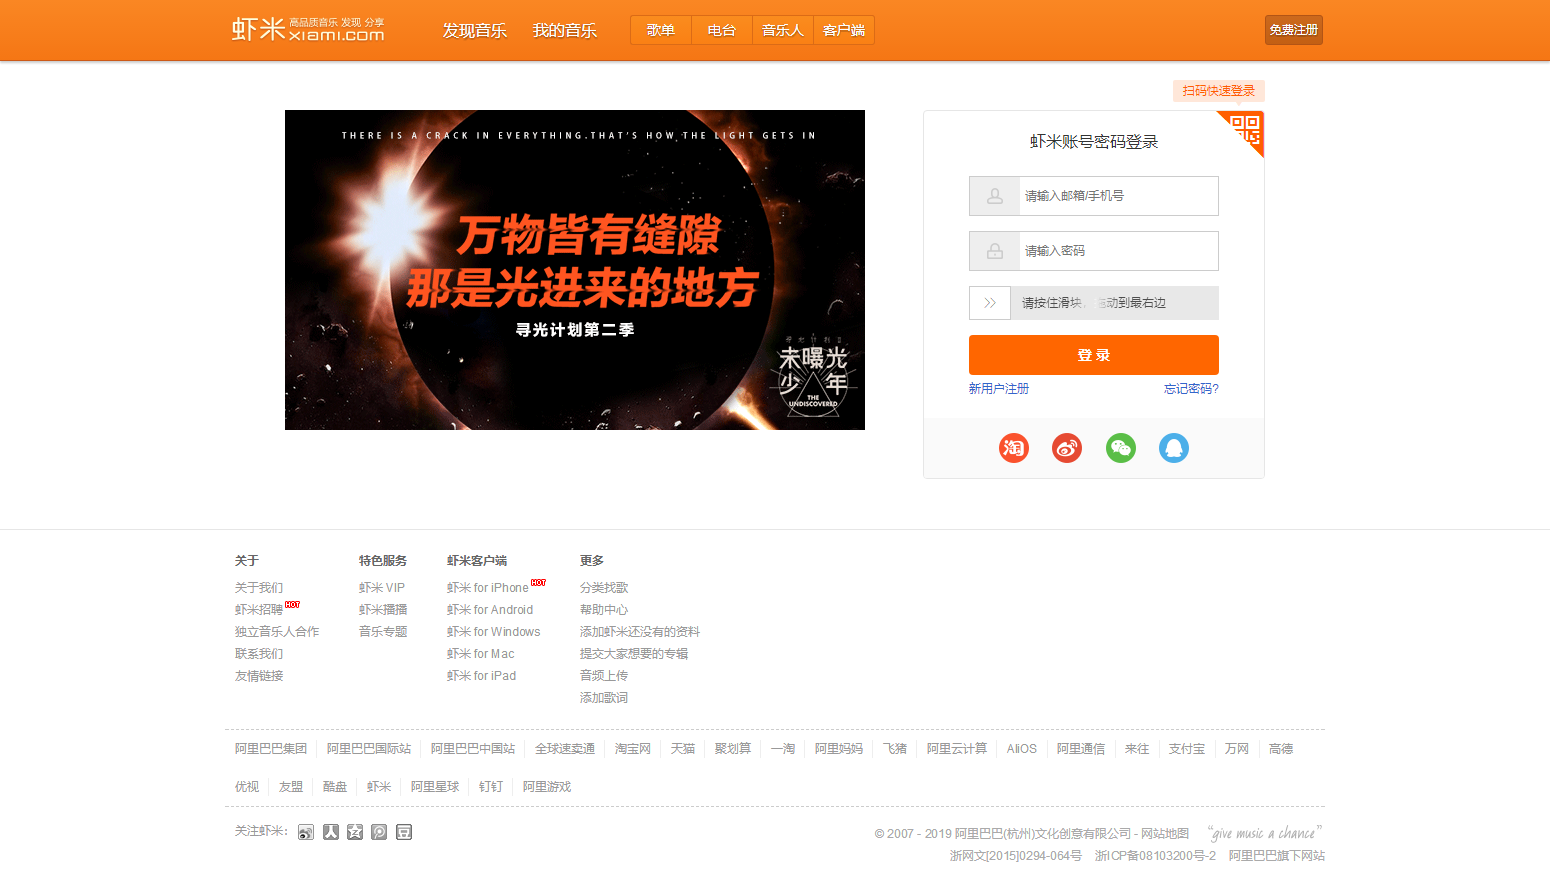 虾米 高品质音乐 发现 分享
xiami.com
发现音乐 我的音乐 歌单 电台 音乐人 客户端 免费注册
扫码快速登录
THERE IS A CRACK IN EVERYTHING.THAT'S HOW THE LIGHT GETS IN
万物皆有缝隙
那是光进来的地方
寻光计划第二季
寻光计划II
未曝光
少年
THE
UNDISCOVERED
虾米账号密码登录
请输入邮箱/手机号
请输入密码
>> 请按住滑块，拖动到最右边
登 录
新用户注册 忘记密码?
淘
关于
关于我们
虾米招聘 HOT
独立音乐人合作
联系我们
友情链接
特色服务
虾米 VIP
虾米播播
音乐专题
虾米客户端
虾米 for iPhone HOT
虾米 for Android
虾米 for Windows
虾米 for Mac
虾米 for iPad
更多
分类找歌
帮助中心
添加虾米还没有的资料
提交大家想要的专辑
音频上传
添加歌词
阿里巴巴集团 阿里巴巴国际站 阿里巴巴中国站 全球速卖通 淘宝网 天猫 聚划算 一淘 阿里妈妈 飞猪 阿里云计算 AliOS 阿里通信 来往 支付宝 万网 高德
优视 友盟 酷盘 虾米 阿里星球 钉钉 阿里游戏
关注虾米： 人 豆
© 2007 - 2019 阿里巴巴(杭州)文化创意有限公司 - 网站地图 “give music a chance”
浙网文[2015]0294-064号 浙ICP备08103200号-2 阿里巴巴旗下网站